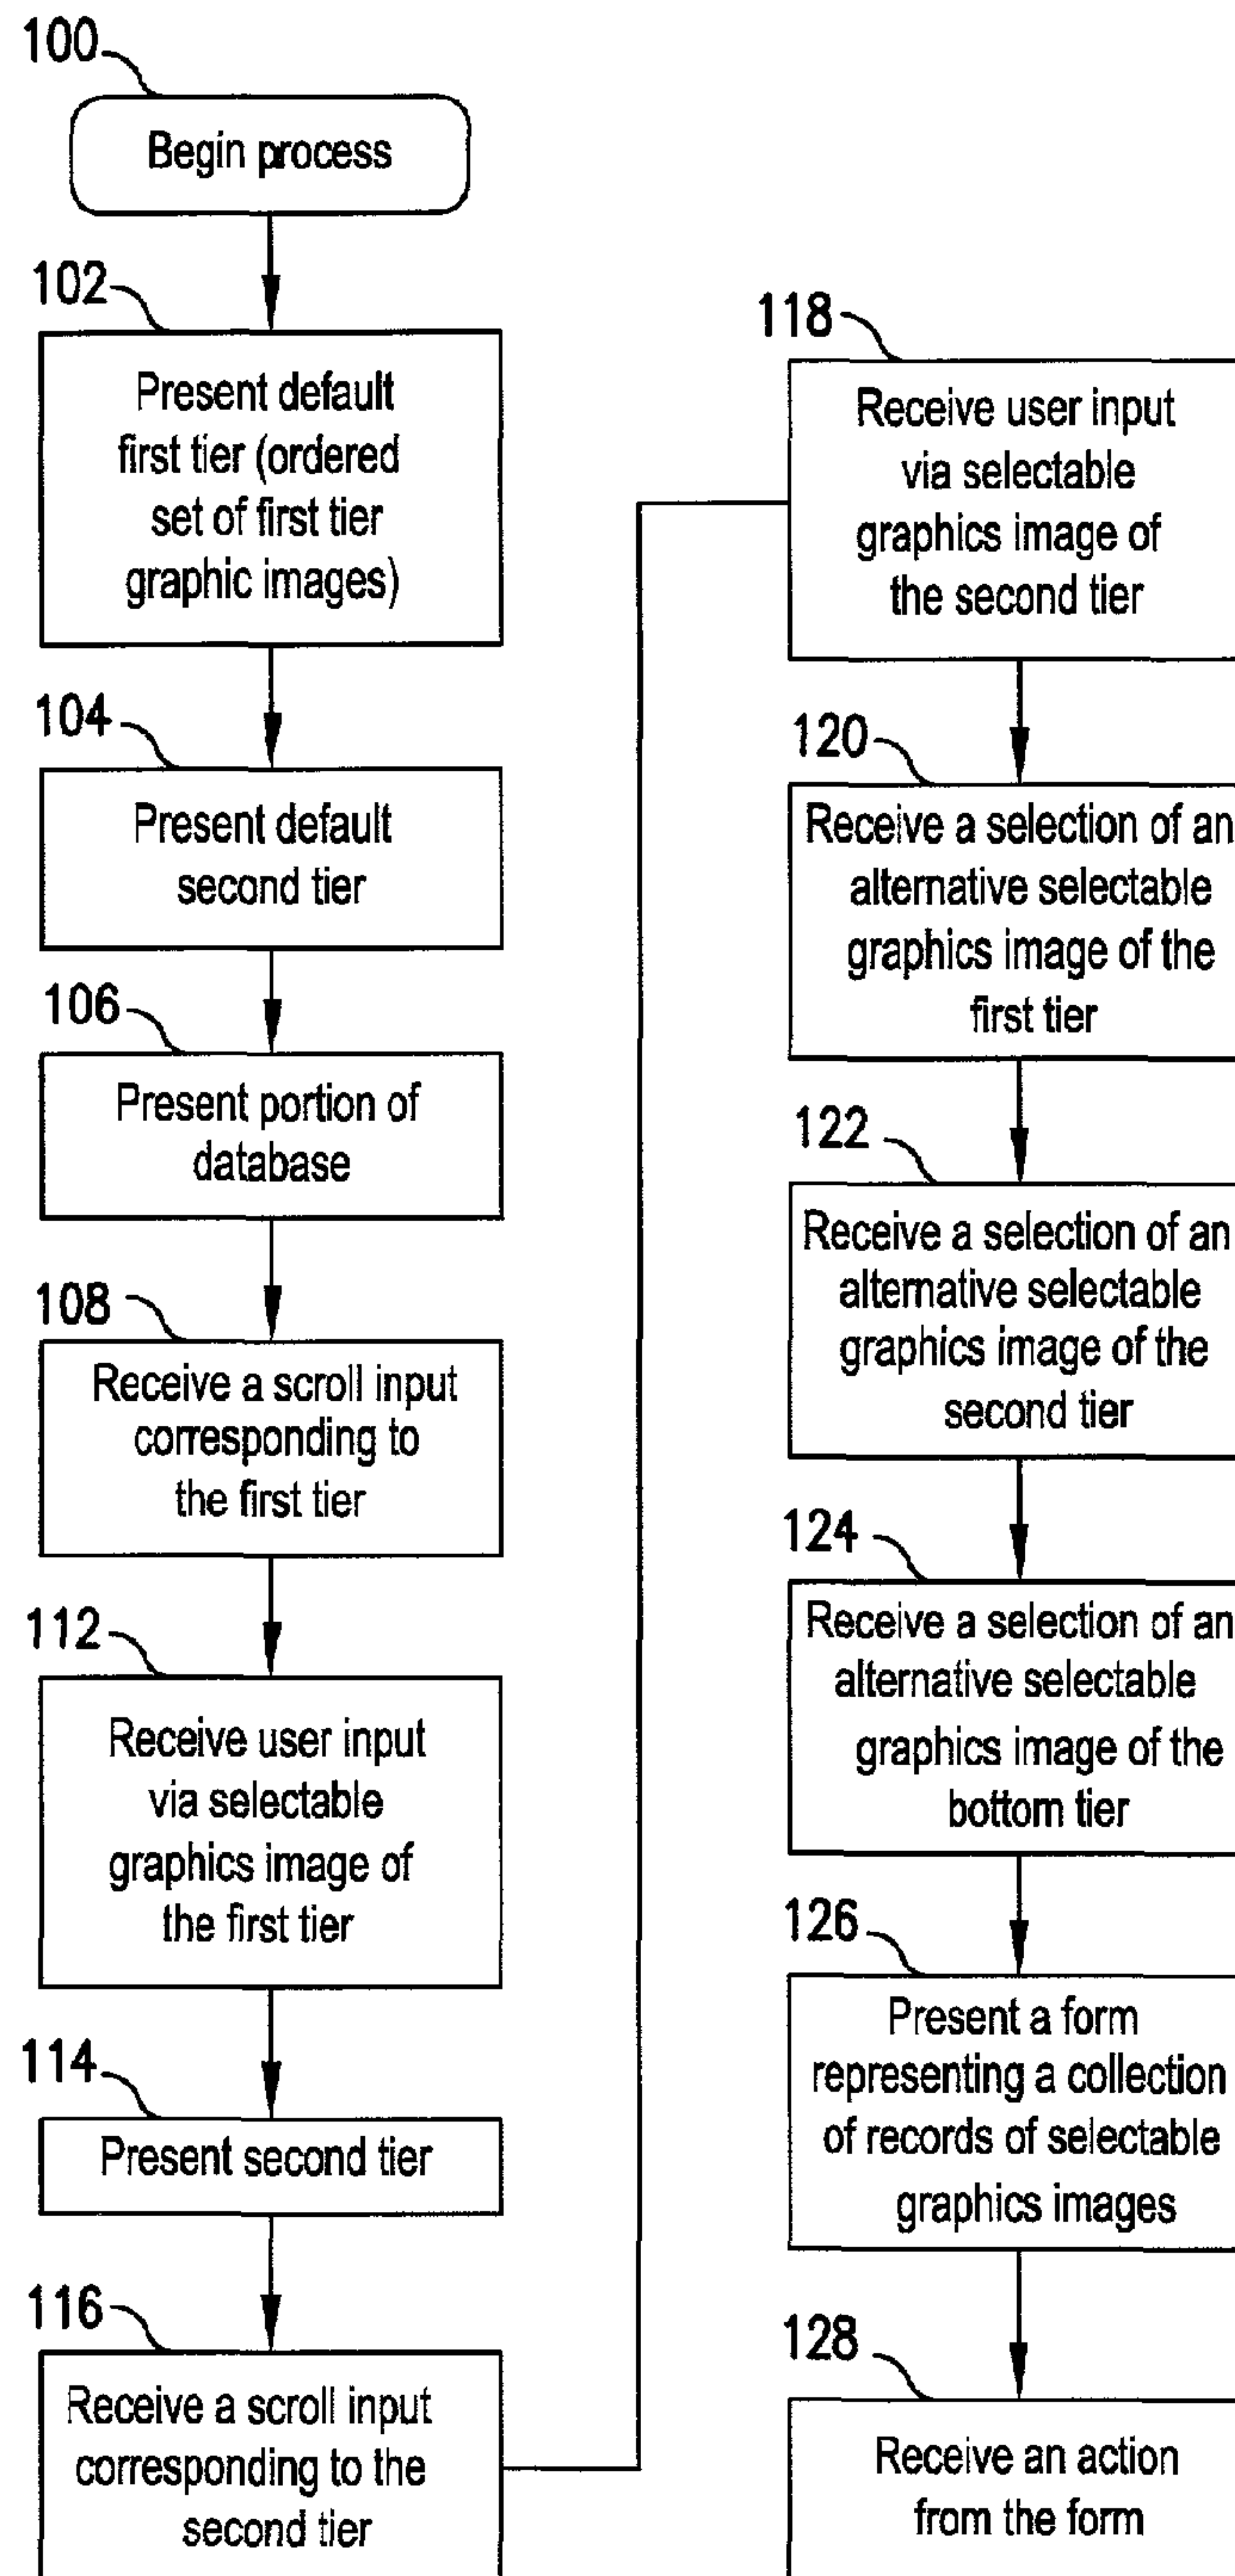 100
Begin process
102
Present default
first tier (ordered
set of first tier
graphic images)
104
Present default
second tier
106
Present portion of
database
108
Receive a scroll input
corresponding to
the first tier
112
Receive user input
via selectable
graphics image of
the first tier
114
Present second tier
116
Receive a scroll input
corresponding to the
second tier
118
Receive user input
via selectable
graphics image of
the second tier
120
Receive a selection of an
alternative selectable
graphics image of the
first tier
122
Receive a selection of an
alternative selectable
graphics image of the
second tier
124
Receive a selection of an
alternative selectable
graphics image of the
bottom tier
126
Present a form
representing a collection
of records of selectable
graphics images
128
Receive an action
from the form